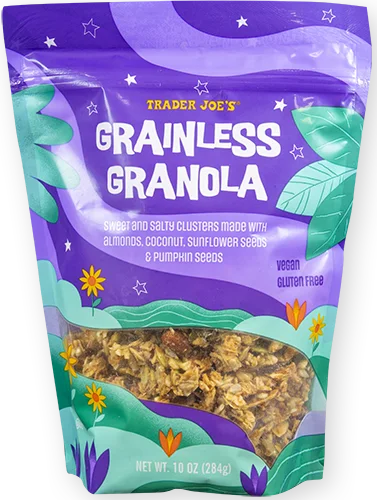 TRADER JOE'S®
GRAINLESS
GRANOLA
SWEET AND SALTY CLUSTERS MADE WITH
ALMONDS, COCONUT, SUNFLOWER SEEDS
& PUMPKIN SEEDS
VEGAN
GLUTEN FREE
NET WT. 10 OZ (284g)